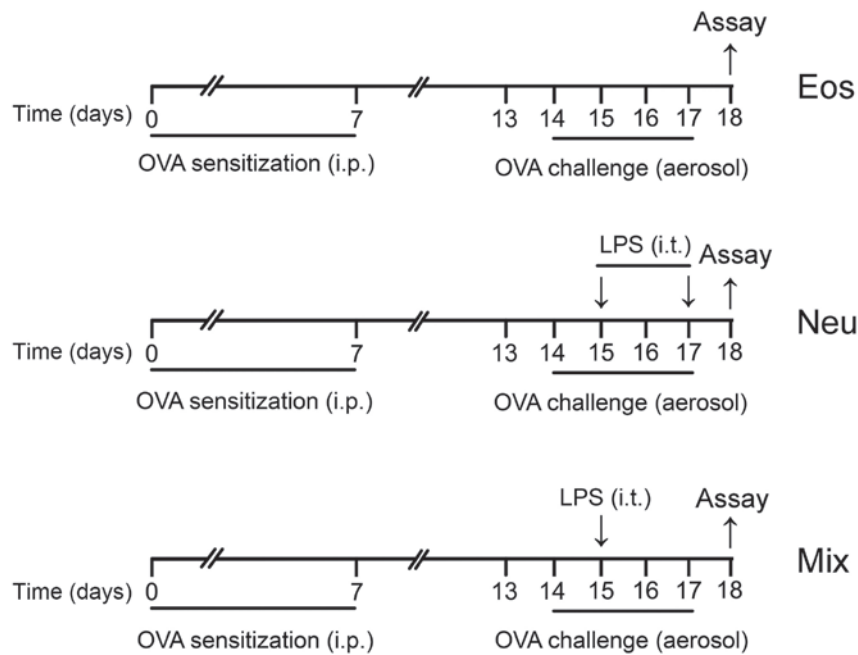 Assay
Eos
Time (days) 0 7 13 14 15 16 17 18
OVA sensitization (i.p.) OVA challenge (aerosol)
LPS (i.t.) Assay
Neu
Time (days) 0 7 13 14 15 16 17 18
OVA sensitization (i.p.) OVA challenge (aerosol)
LPS (i.t.) Assay
Mix
Time (days) 0 7 13 14 15 16 17 18
OVA sensitization (i.p.) OVA challenge (aerosol)